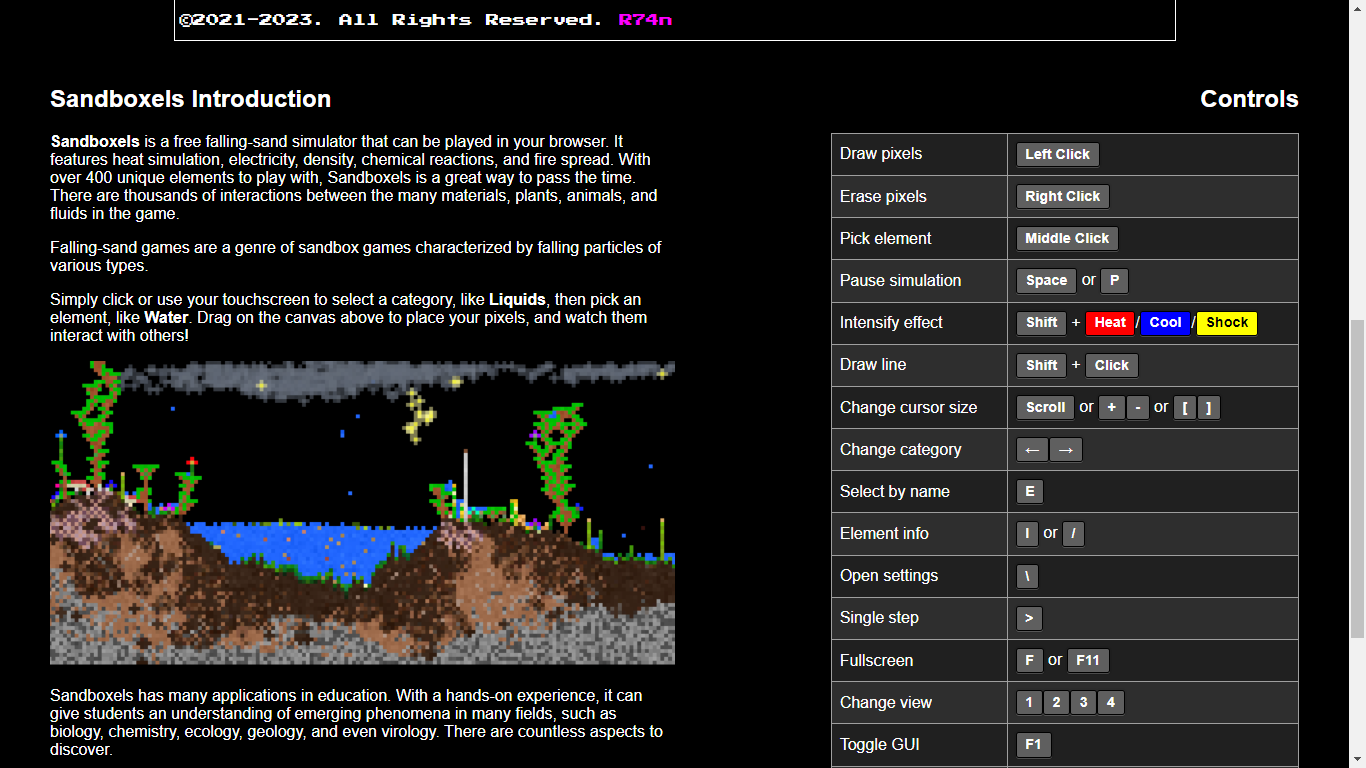 ©2021-2023. All Rights Reserved. R74n
Sandboxels Introduction
Sandboxels is a free falling-sand simulator that can be played in your browser. It
features heat simulation, electricity, density, chemical reactions, and fire spread. With
over 400 unique elements to play with, Sandboxels is a great way to pass the time.
There are thousands of interactions between the many materials, plants, animals, and
fluids in the game.
Falling-sand games are a genre of sandbox games characterized by falling particles of
various types.
Simply click or use your touchscreen to select a category, like Liquids, then pick an
element, like Water. Drag on the canvas above to place your pixels, and watch them
interact with others!
Sandboxels has many applications in education. With a hands-on experience, it can
give students an understanding of emerging phenomena in many fields, such as
biology, chemistry, ecology, geology, and even virology. There are countless aspects to
discover.
Controls
Draw pixels Left Click
Erase pixels Right Click
Pick element Middle Click
Pause simulation Space or P
Intensify effect Shift + Heat/Cool/Shock
Draw line Shift + Click
Change cursor size Scroll or + - or [ ]
Change category ← →
Select by name E
Element info I or /
Open settings \
Single step >
Fullscreen F or F11
Change view 1 2 3 4
Toggle GUI F1